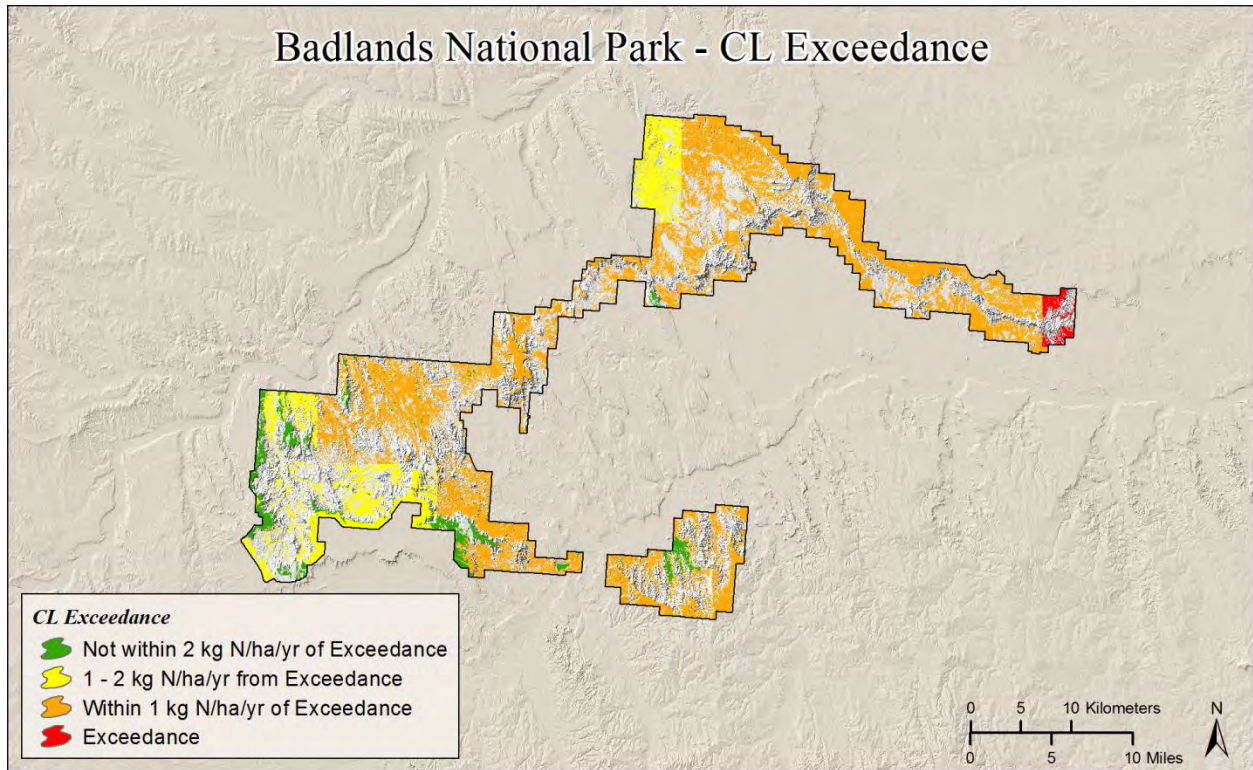 Badlands National Park - CL Exceedance
CL Exceedance
Not within 2 kg N/ha/yr of Exceedance
1 - 2 kg N/ha/yr from Exceedance
Within 1 kg N/ha/yr of Exceedance
Exceedance
0 5 10 Kilometers
0 5 10 Miles
N